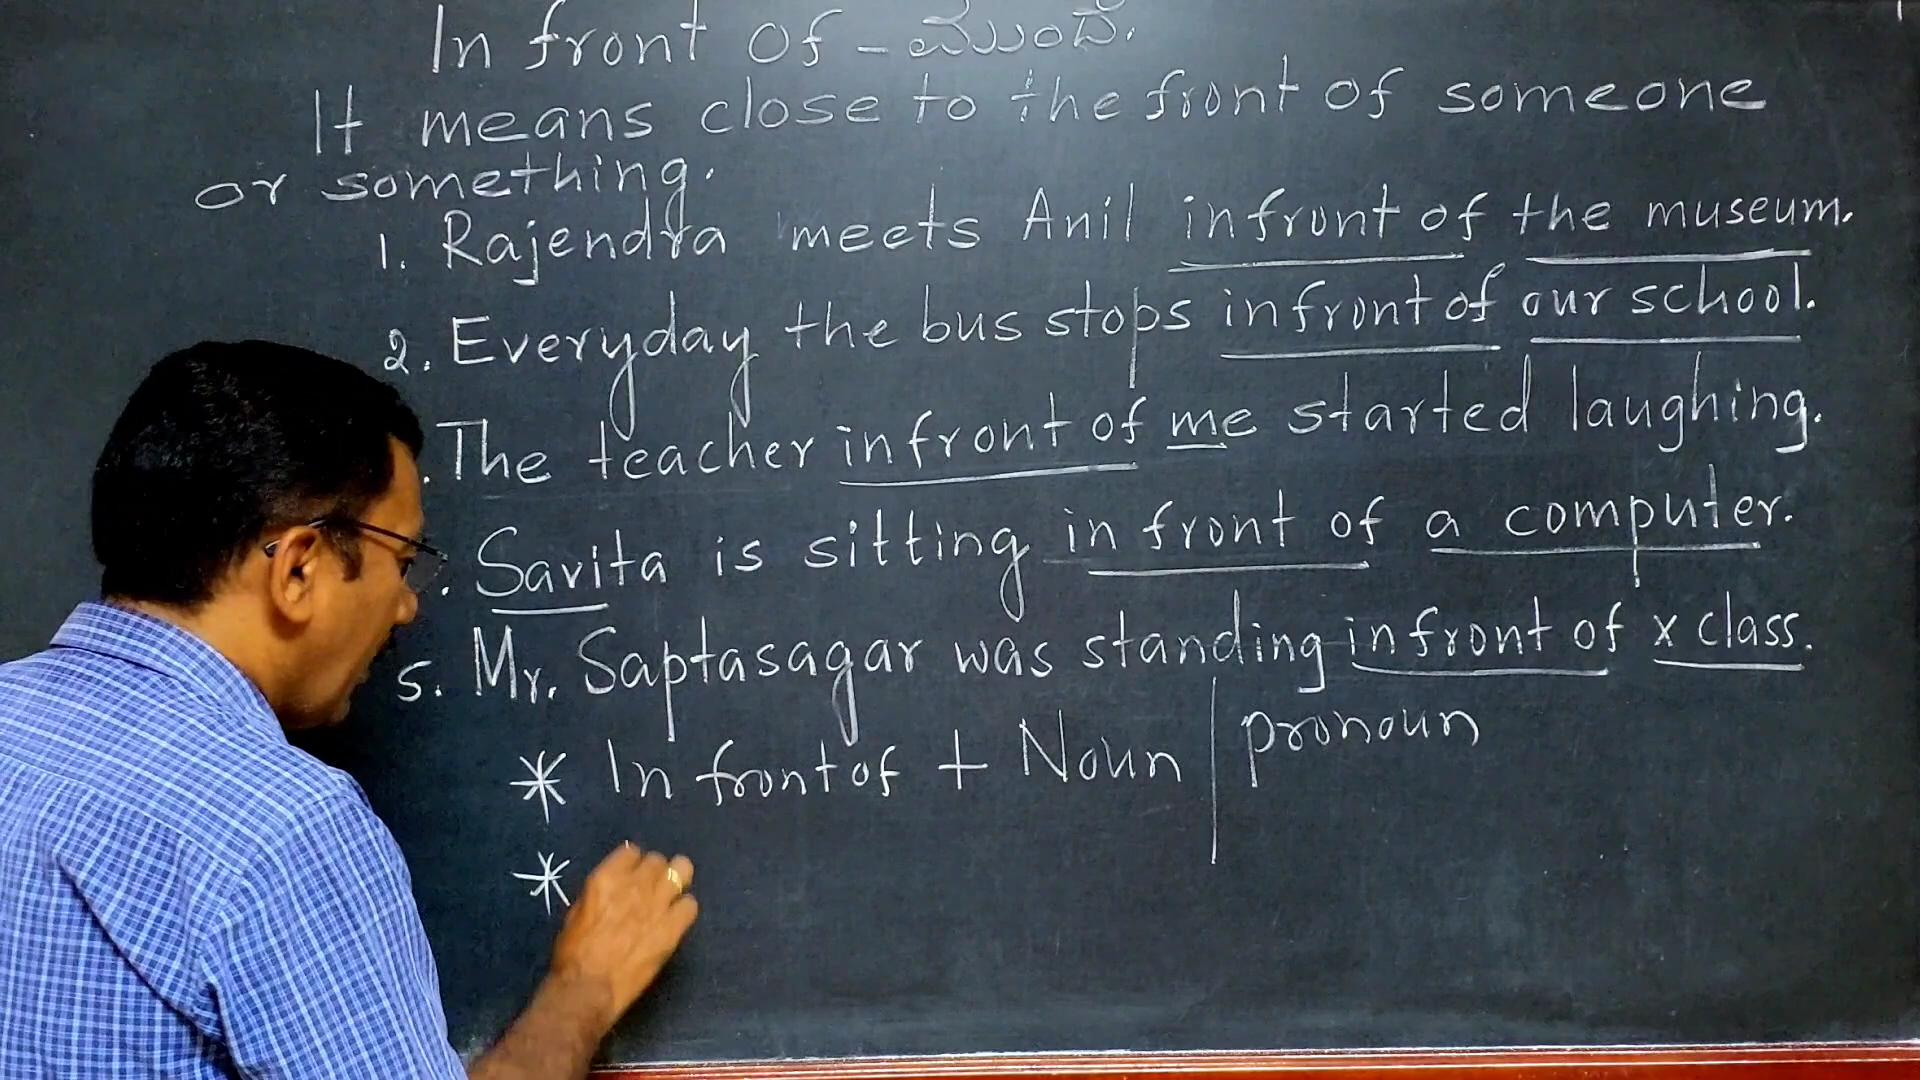 In front Of - ಮುಂದೆ.
It means close to the front of someone
or something.
1. Rajendra meets Anil infront of the museum.
2. Everyday the bus stops infront of our school.
. The teacher infront of me started laughing.
. Savita is sitting in front of a computer.
5. Mr. Saptasagar was standing infront of x class.
* In front of + Noun | pronoun
*